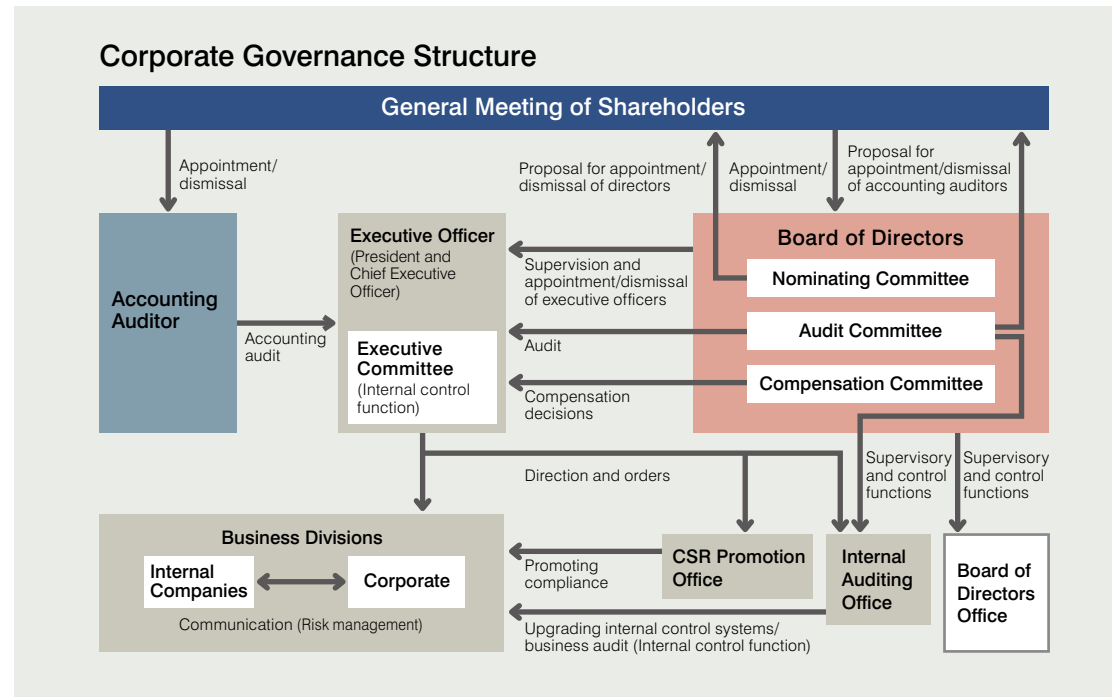 Corporate Governance Structure
General Meeting of Shareholders
Appointment/
dismissal
Proposal for appointment/
dismissal of directors
Appointment/
dismissal
Proposal for
appointment/dismissal
of accounting auditors
Accounting
Auditor
Accounting
audit
Executive Officer
(President and
Chief Executive
Officer)
Executive
Committee
(Internal control
function)
Supervision and
appointment/dismissal
of executive officers
Audit
Compensation
decisions
Board of Directors
Nominating Committee
Audit Committee
Compensation Committee
Direction and orders
Supervisory
and control
functions
Supervisory
and control
functions
Business Divisions
Internal
Companies
Corporate
Communication (Risk management)
Promoting
compliance
CSR Promotion
Office
Internal
Auditing
Office
Board of
Directors
Office
Upgrading internal control systems/
business audit (Internal control function)